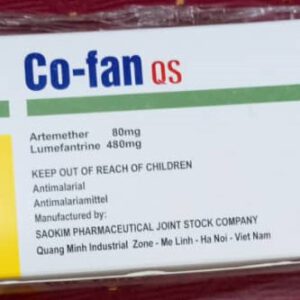 Co-fan QS
Artemether 80mg
Lumefantrine 480mg
KEEP OUT OF REACH OF CHILDREN
Antimalarial
Antimalariamittel
Manufactured by:
SAOKIM PHARMACEUTICAL JOINT STOCK COMPANY
Quang Minh Industrial Zone - Me Linh - Ha Noi - Viet Nam